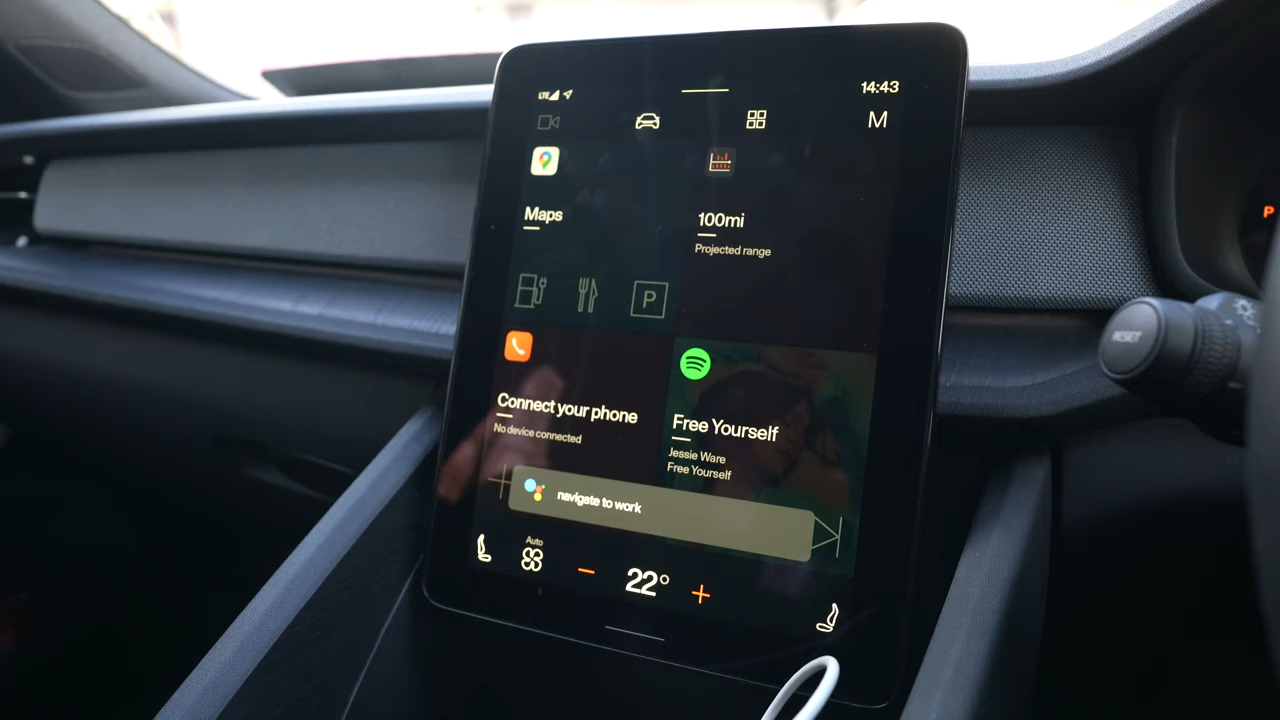 LTE
14:43
M
Maps
100mi
Projected range
P
Connect your phone
No device connected
Free Yourself
Jessie Ware
Free Yourself
navigate to work
Auto
22°
RESET
P